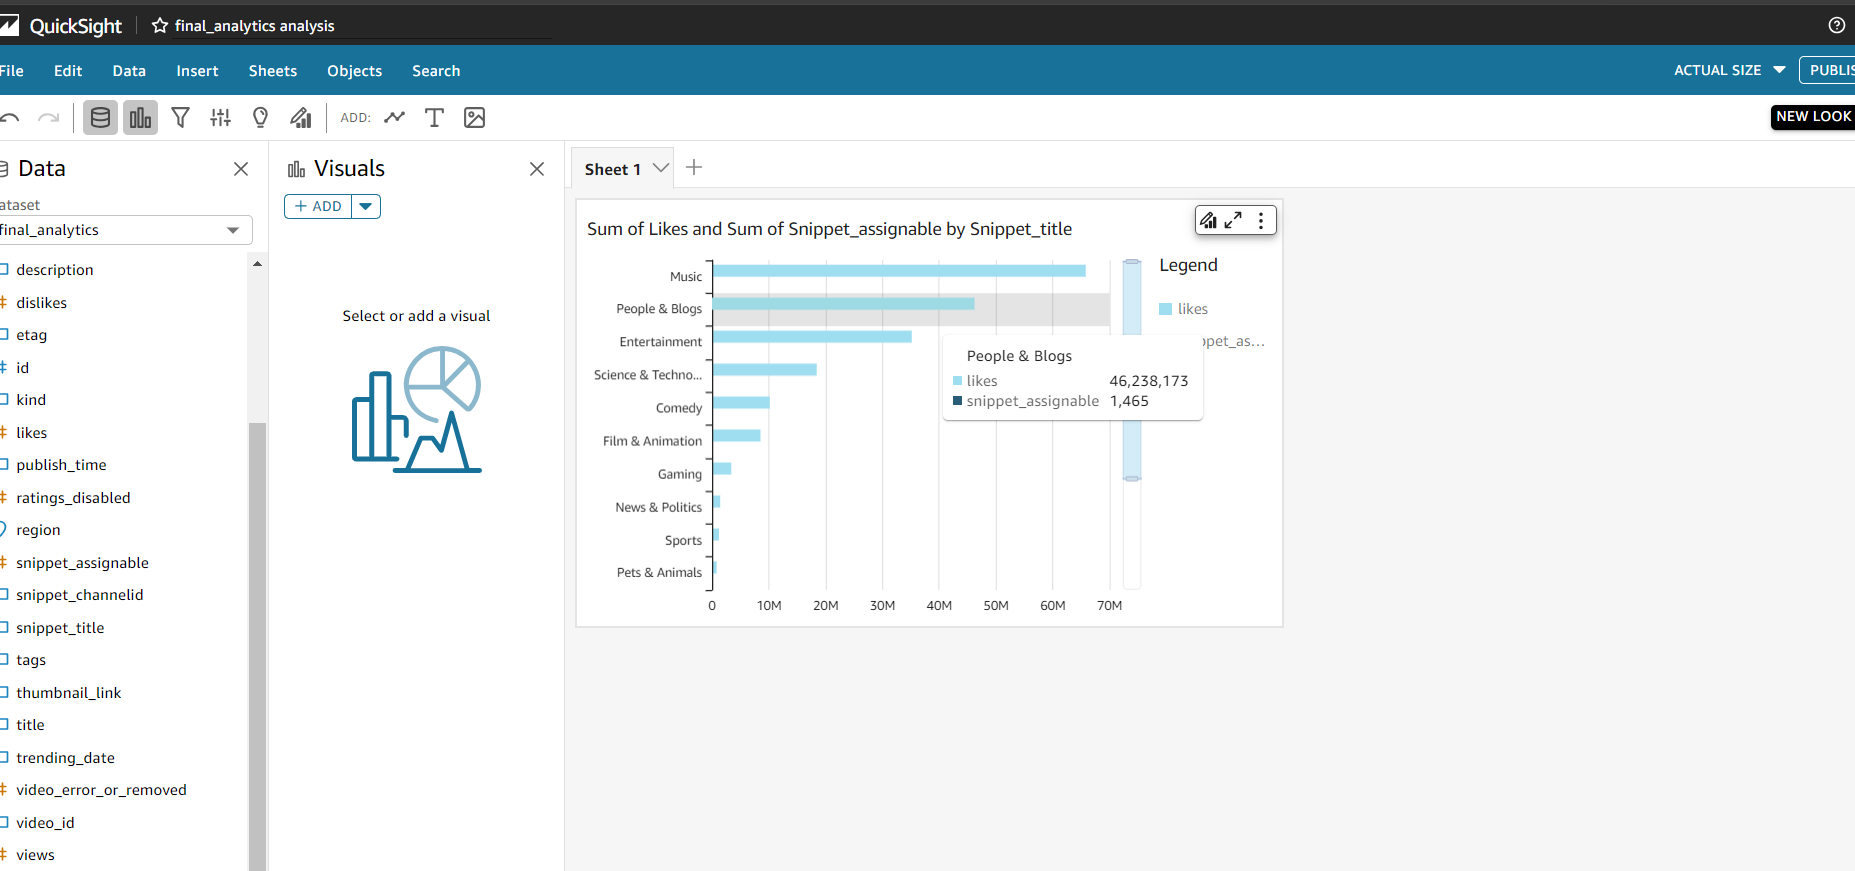 QuickSight
final_analytics analysis
File
Edit
Data
Insert
Sheets
Objects
Search
ACTUAL SIZE
PUBLIS
ADD:
NEW LOOK
Data
ataset
final_analytics
description
dislikes
etag
id
kind
likes
publish_time
ratings_disabled
region
snippet_assignable
snippet_channelid
snippet_title
tags
thumbnail_link
title
trending_date
video_error_or_removed
video_id
views
Visuals
+ ADD
Select or add a visual
Sheet 1
Sum of Likes and Sum of Snippet_assignable by Snippet_title
Music
People & Blogs
Entertainment
Science & Techno...
Comedy
Film & Animation
Gaming
News & Politics
Sports
Pets & Animals
0 10M 20M 30M 40M 50M 60M 70M
Legend
likes
ppet_as...
People & Blogs
likes 46,238,173
snippet_assignable 1,465